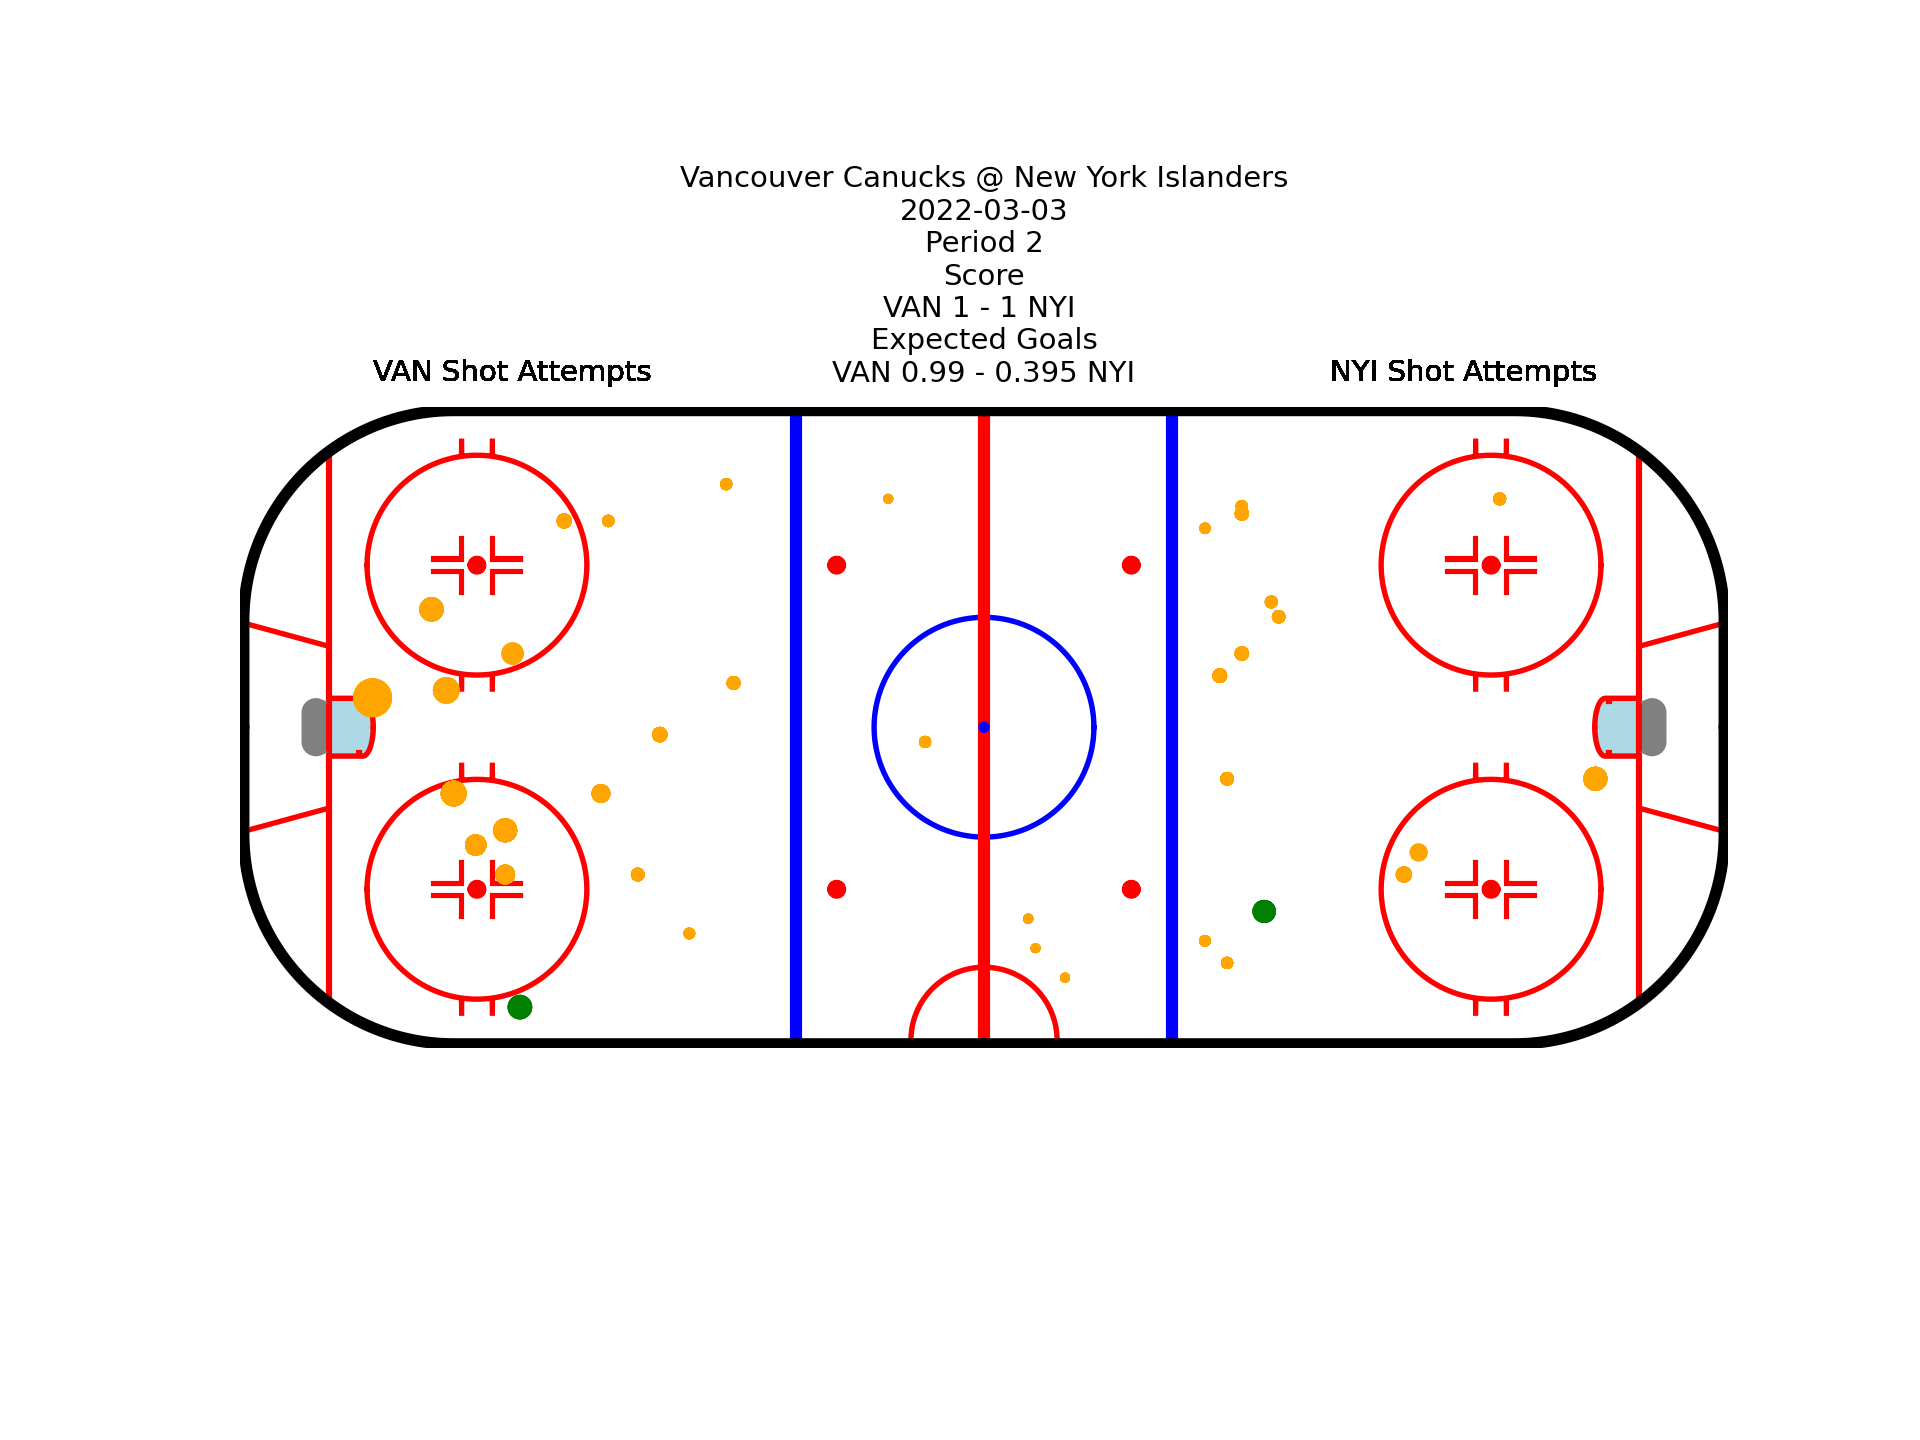 Vancouver Canucks @ New York Islanders
2022-03-03
Period 2
Score
VAN 1 - 1 NYI
Expected Goals
VAN 0.99 - 0.395 NYI
VAN Shot Attempts
NYI Shot Attempts